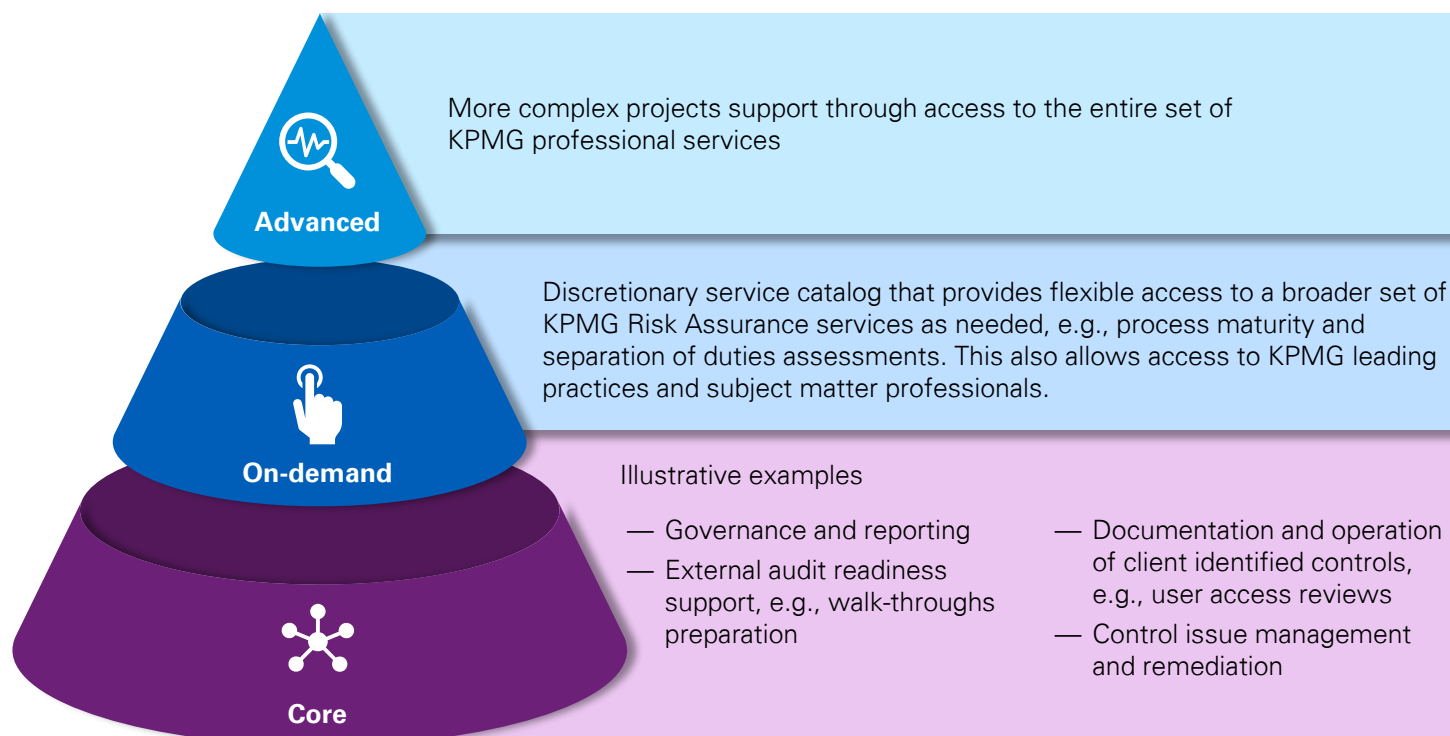 Advanced
More complex projects support through access to the entire set of
KPMG professional services
On-demand
Discretionary service catalog that provides flexible access to a broader set of
KPMG Risk Assurance services as needed, e.g., process maturity and
separation of duties assessments. This also allows access to KPMG leading
practices and subject matter professionals.
Core
Illustrative examples
— Governance and reporting
— External audit readiness
support, e.g., walk-throughs
preparation
— Documentation and operation
of client identified controls,
e.g., user access reviews
— Control issue management
and remediation